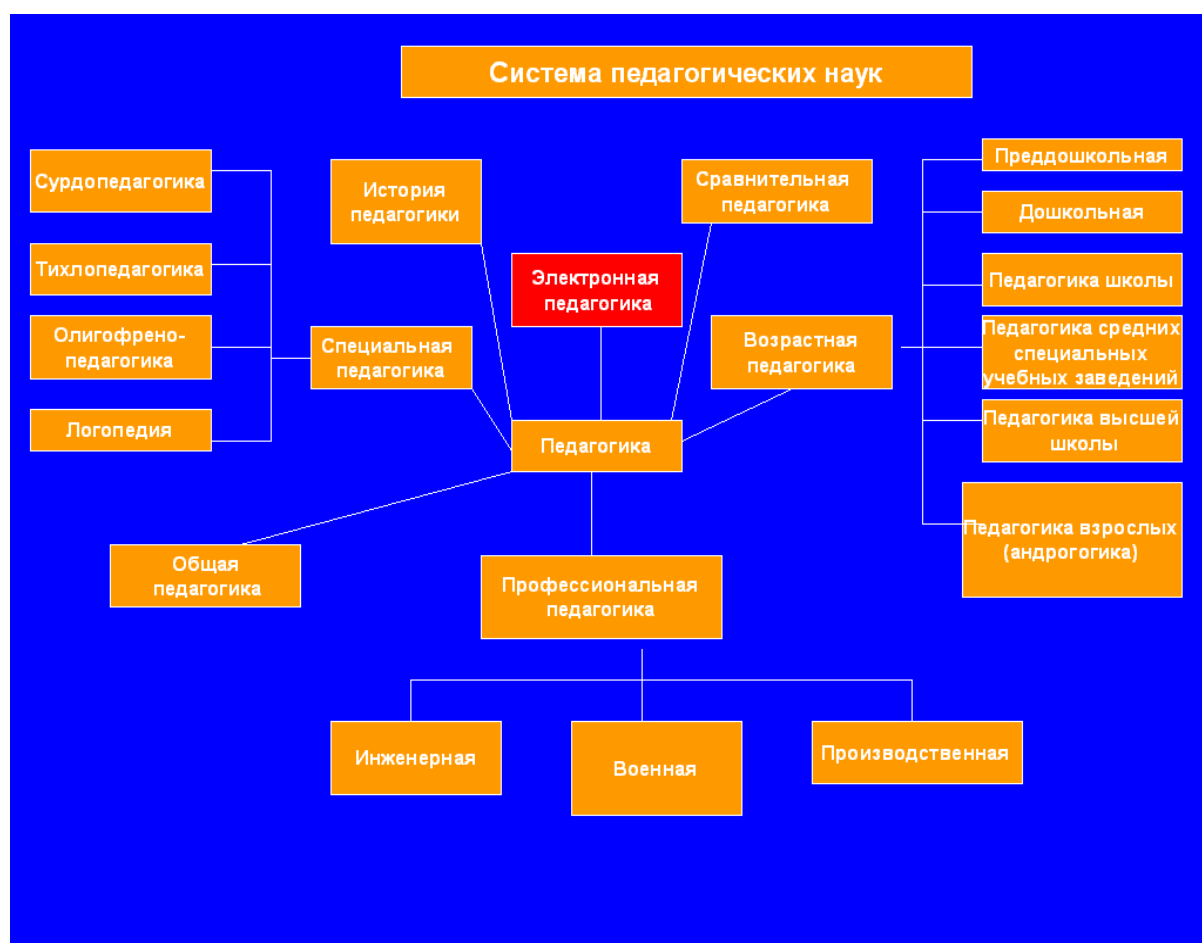 Система педагогических наук
Сурдопедагогика
История
педагогики
Сравнительная
педагогика
Преддошкольная
Дошкольная
Тихлопедагогика
Электронная
педагогика
Педагогика школы
Олигофрено-
педагогика
Специальная
педагогика
Возрастная
педагогика
Педагогика средних
специальных
учебных заведений
Логопедия
Педагогика
Педагогика высшей
школы
Педагогика взрослых
(андрогогика)
Общая
педагогика
Профессиональная
педагогика
Инженерная
Военная
Производственная